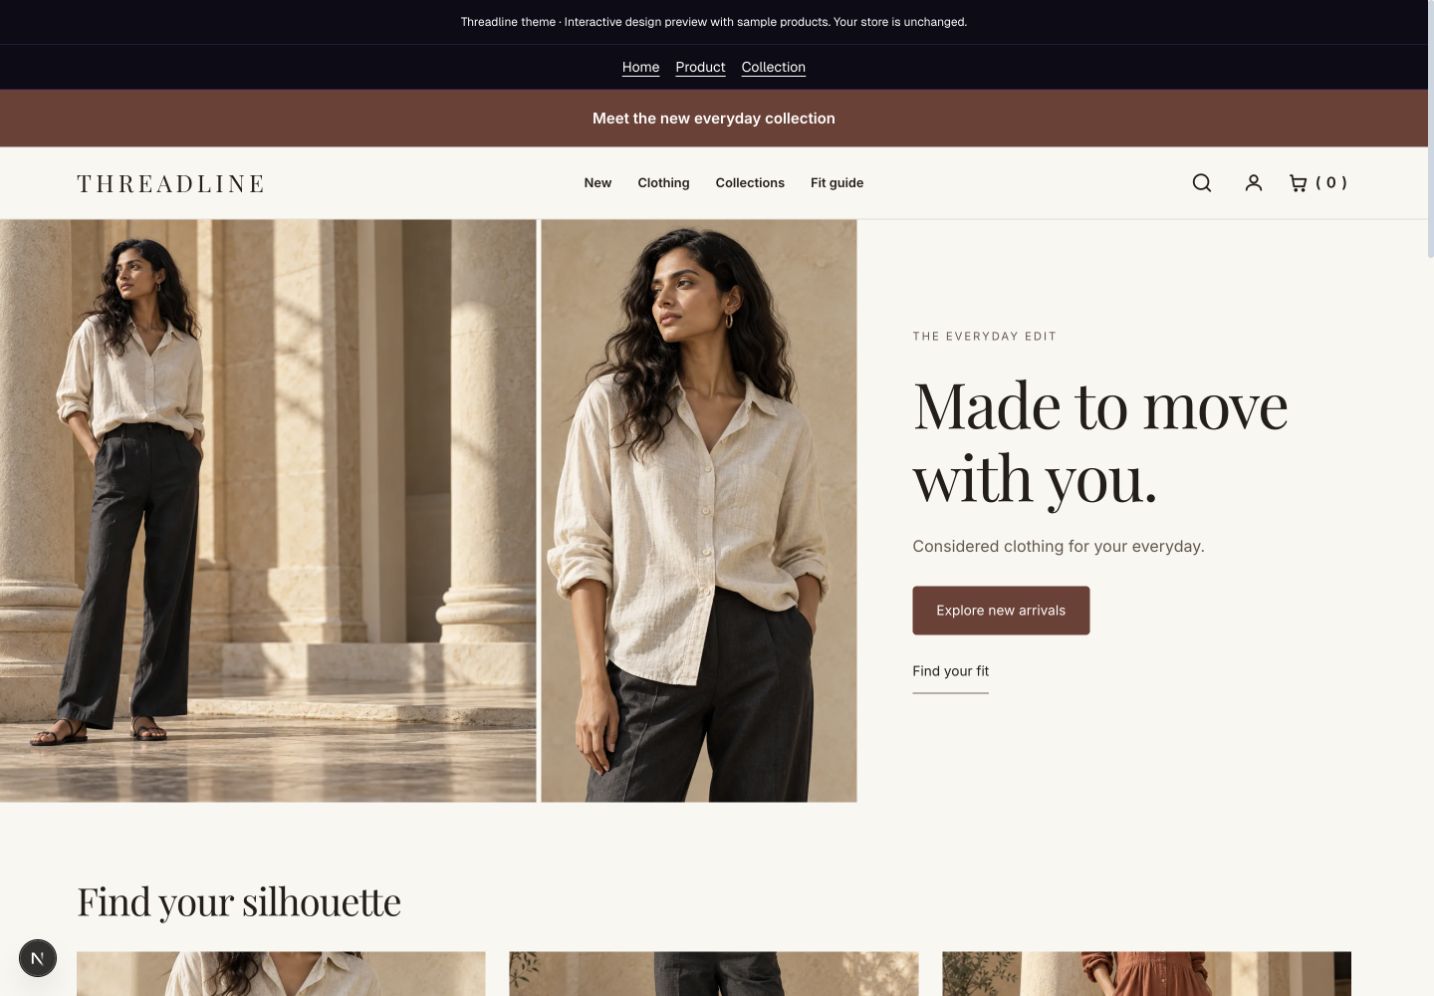 Threadline theme · Interactive design preview with sample products. Your store is unchanged.
Home Product Collection
Meet the new everyday collection
THREADLINE
New Clothing Collections Fit guide
( 0 )
THE EVERYDAY EDIT
Made to move
with you.
Considered clothing for your everyday.
Explore new arrivals
Find your fit
Find your silhouette
N